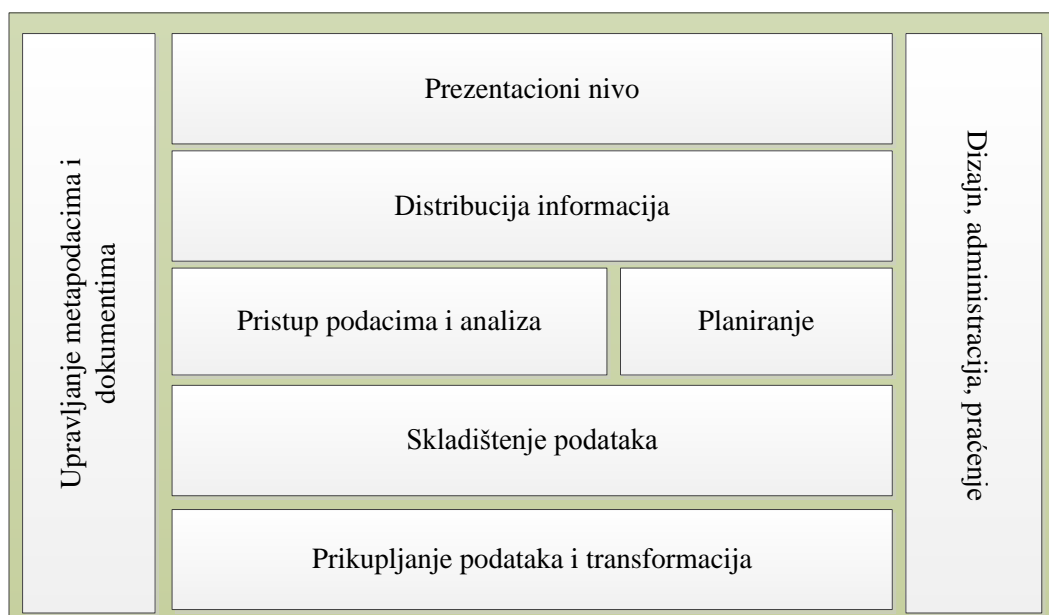 Upravljanje metapodacima i
dokumentima
Prezentacioni nivo
Distribucija informacija
Pristup podacima i analiza
Planiranje
Skladištenje podataka
Prikupljanje podataka i transformacija
Dizajn, administracija, praćenje